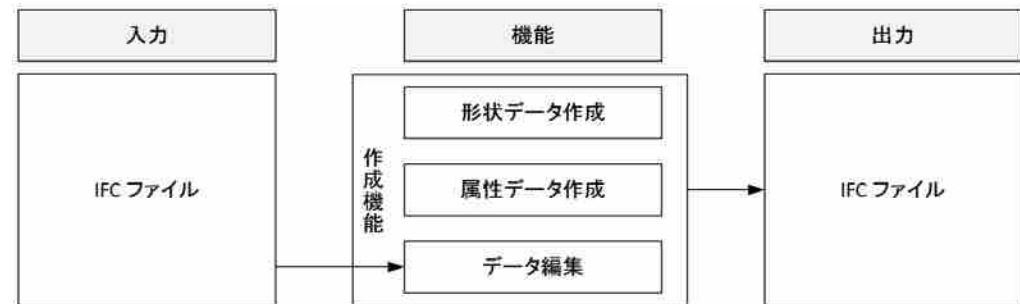 入力
機能
出力
IFC ファイル
作成機能
形状データ作成
属性データ作成
データ編集
IFC ファイル